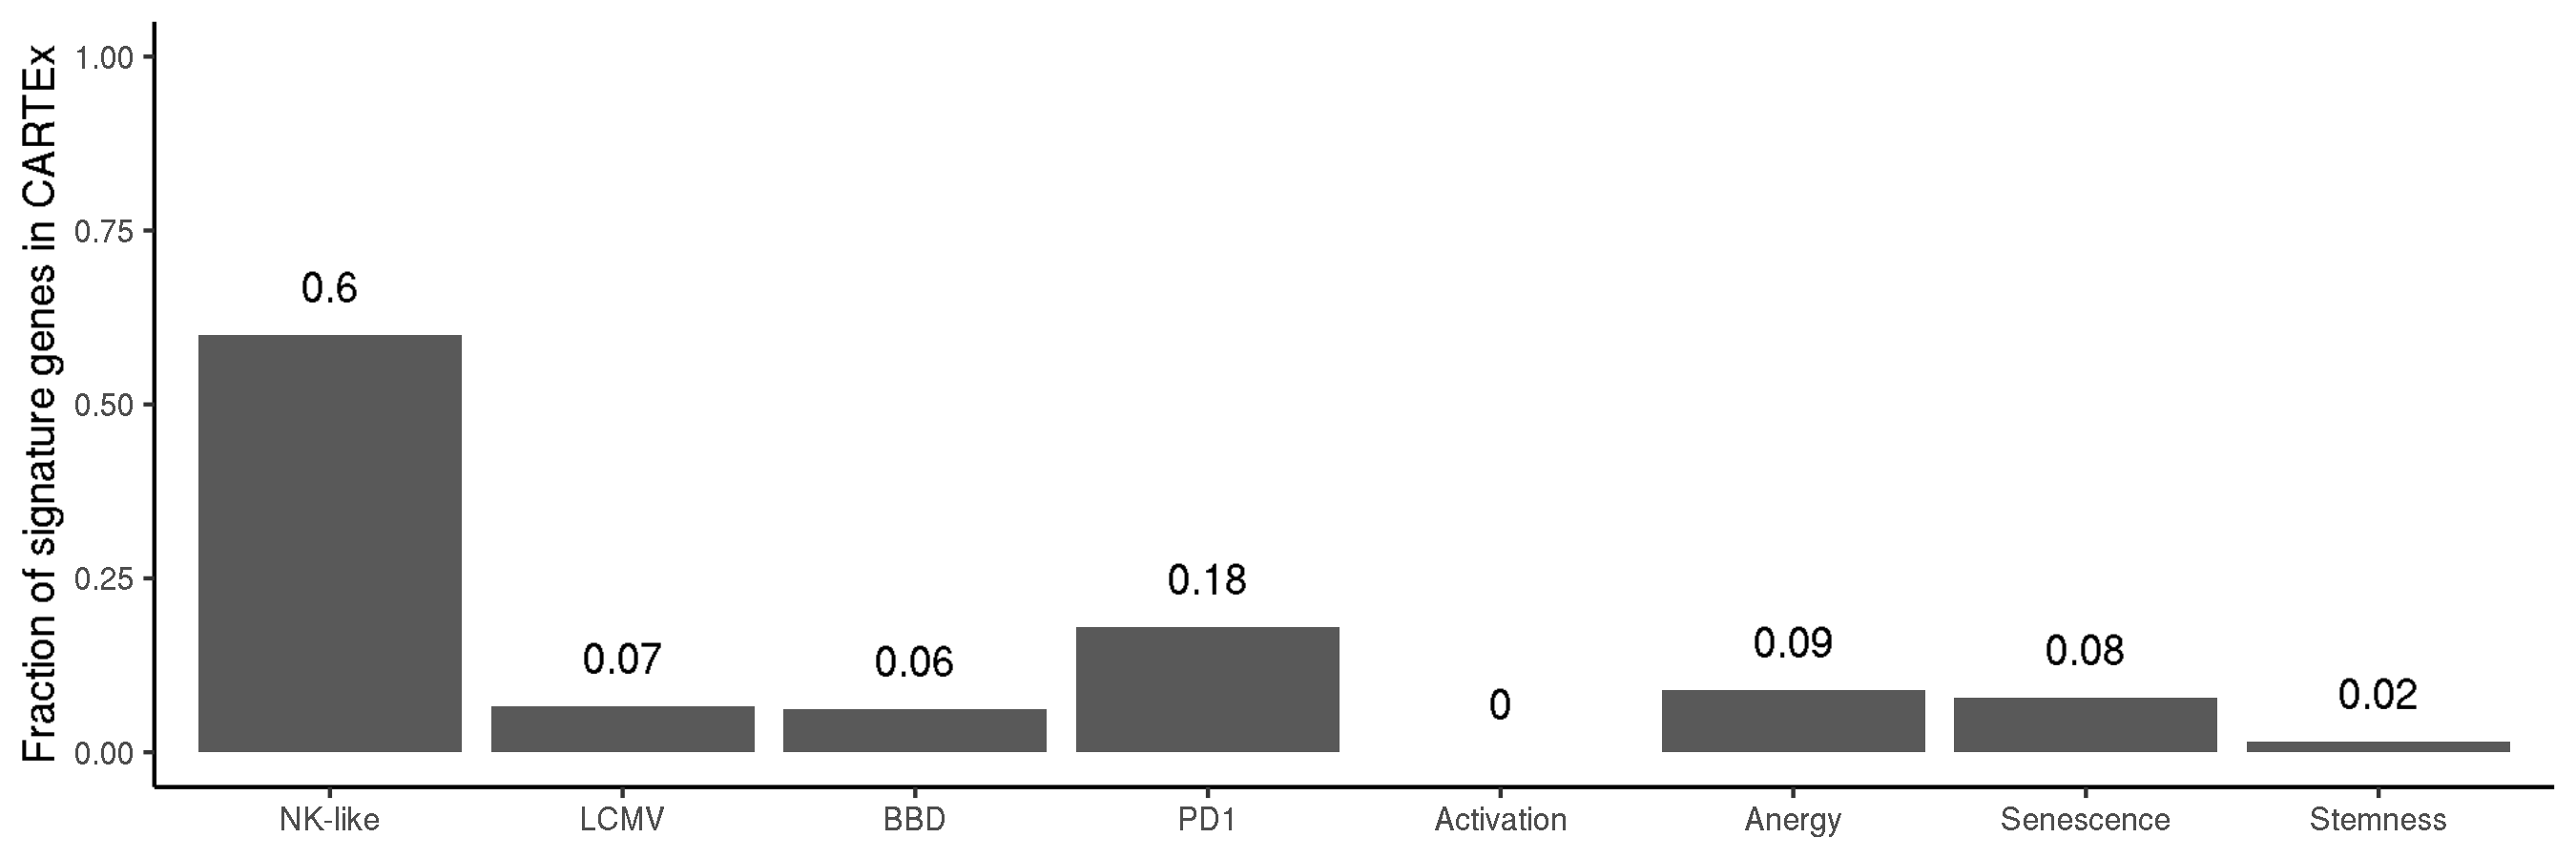 Fraction of signature genes in CARTEx
1.00
0.75
0.50
0.25
0.00
0.6
0.07
0.06
0.18
0
0.09
0.08
0.02
NK-like
LCMV
BBD
PD1
Activation
Anergy
Senescence
Stemness